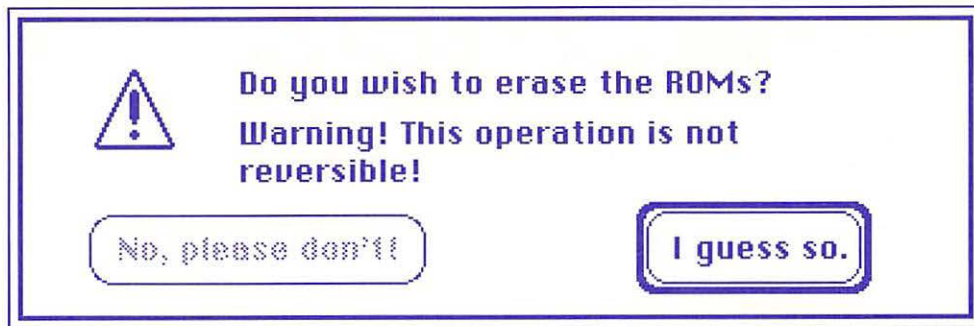 Do you wish to erase the ROMs?
Warning! This operation is not
reversible!
No, please don't!
I guess so.